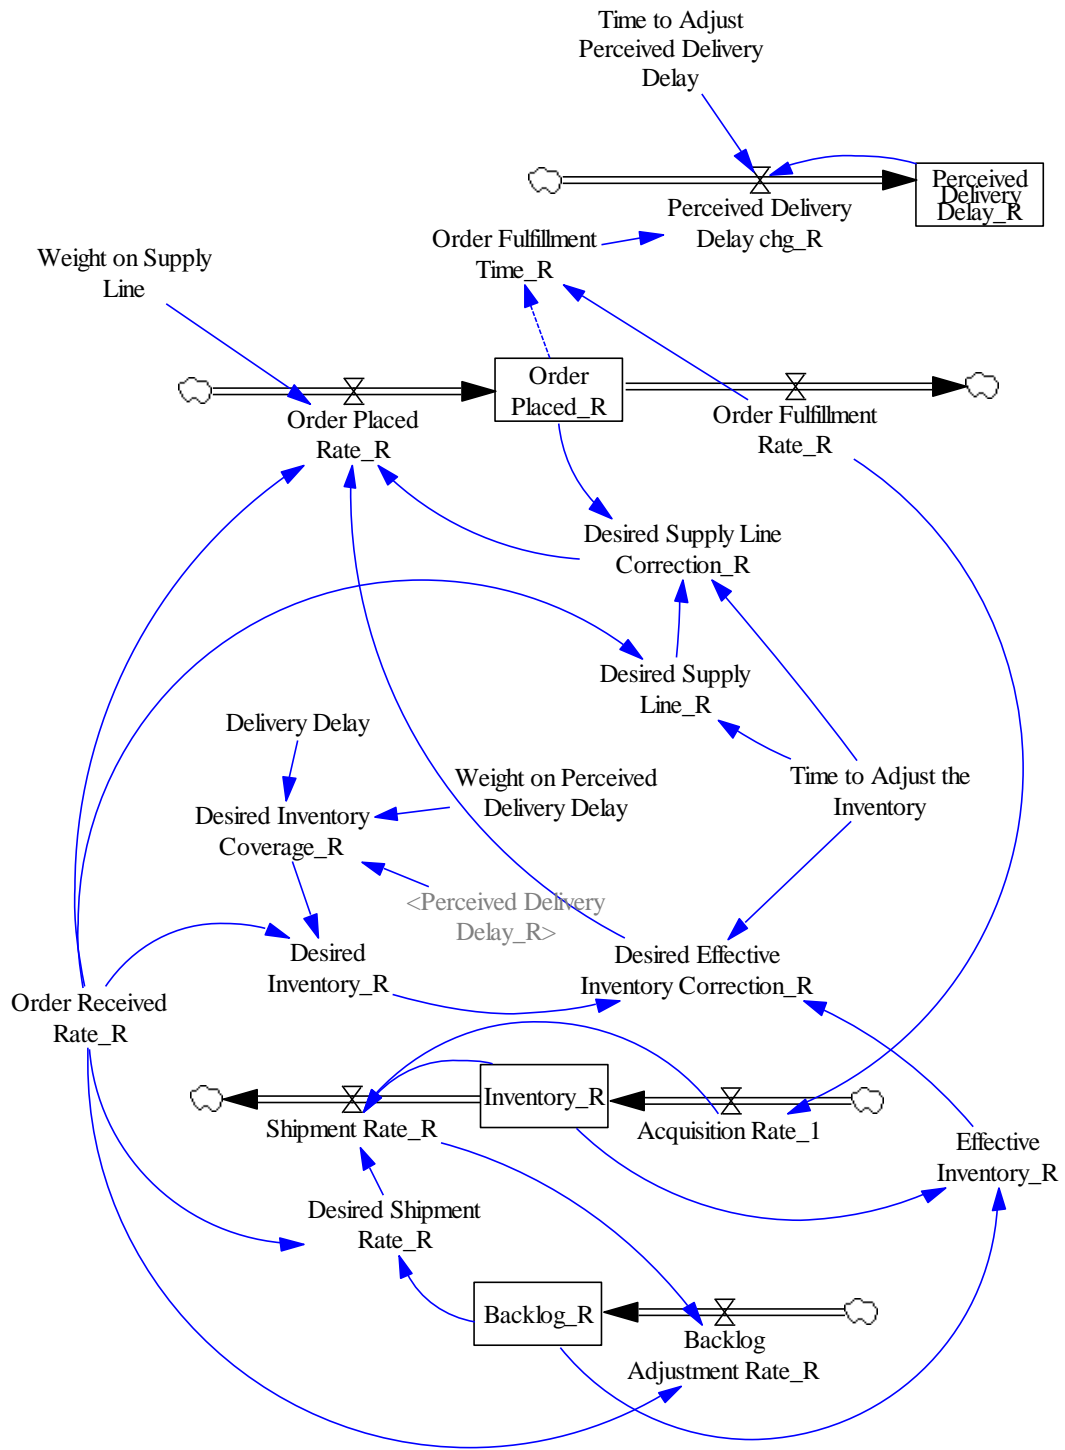 Time to Adjust
Perceived Delivery
Delay
Perceived
Delivery
Delay_R
Perceived Delivery
Delay chg_R
Order Fulfillment
Time_R
Weight on Supply
Line
Order
Placed_R
Order Placed
Rate_R
Order Fulfillment
Rate_R
Desired Supply Line
Correction_R
Desired Supply
Line_R
Delivery Delay
Weight on Perceived
Delivery Delay
Time to Adjust the
Inventory
Desired Inventory
Coverage_R
<Perceived Delivery
Delay_R>
Desired
Inventory_R
Desired Effective
Inventory Correction_R
Order Received
Rate_R
Inventory_R
Shipment Rate_R
Acquisition Rate_1
Effective
Inventory_R
Desired Shipment
Rate_R
Backlog_R
Backlog
Adjustment Rate_R